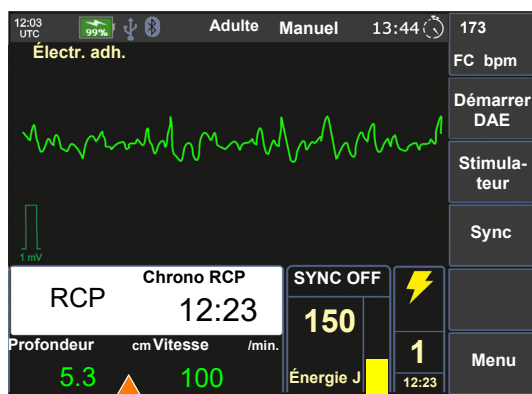 12:03
UTC
99%
Adulte
Manuel
13:44
173
FC bpm
Électr. adh.
Démarrer
DAE
Stimula-
teur
Sync
1 mV
RCP
Chrono RCP
12:23
SYNC OFF
150
Énergie J
1
12:23
Profondeur cm
Vitesse /min.
5.3
100
Menu